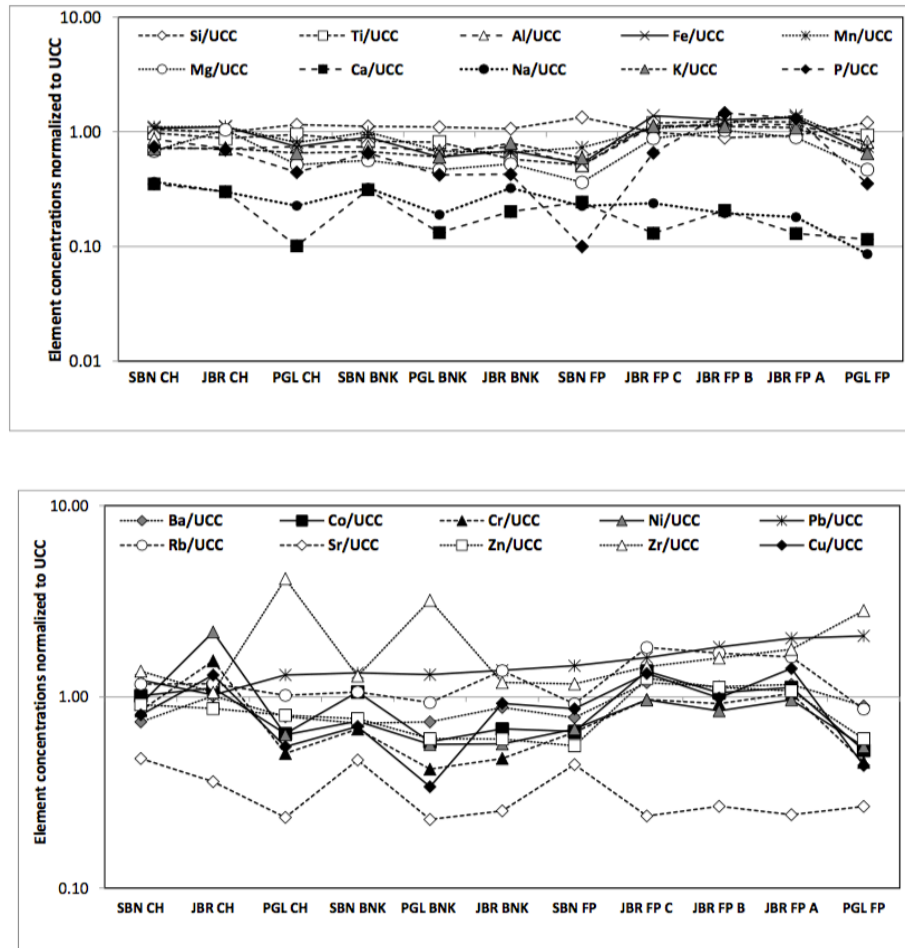 10.00
Si/UCC Ti/UCC Al/UCC Fe/UCC Mn/UCC
Mg/UCC Ca/UCC Na/UCC K/UCC P/UCC
1.00
0.10
0.01
Element concentrations normalized to UCC
SBN CH JBR CH PGL CH SBN BNK PGL BNK JBR BNK SBN FP JBR FP C JBR FP B JBR FP A PGL FP
10.00
Ba/UCC Co/UCC Cr/UCC Ni/UCC Pb/UCC
Rb/UCC Sr/UCC Zn/UCC Zr/UCC Cu/UCC
1.00
0.10
Element concentrations normalized to UCC
SBN CH JBR CH PGL CH SBN BNK PGL BNK JBR BNK SBN FP JBR FP C JBR FP B JBR FP A PGL FP